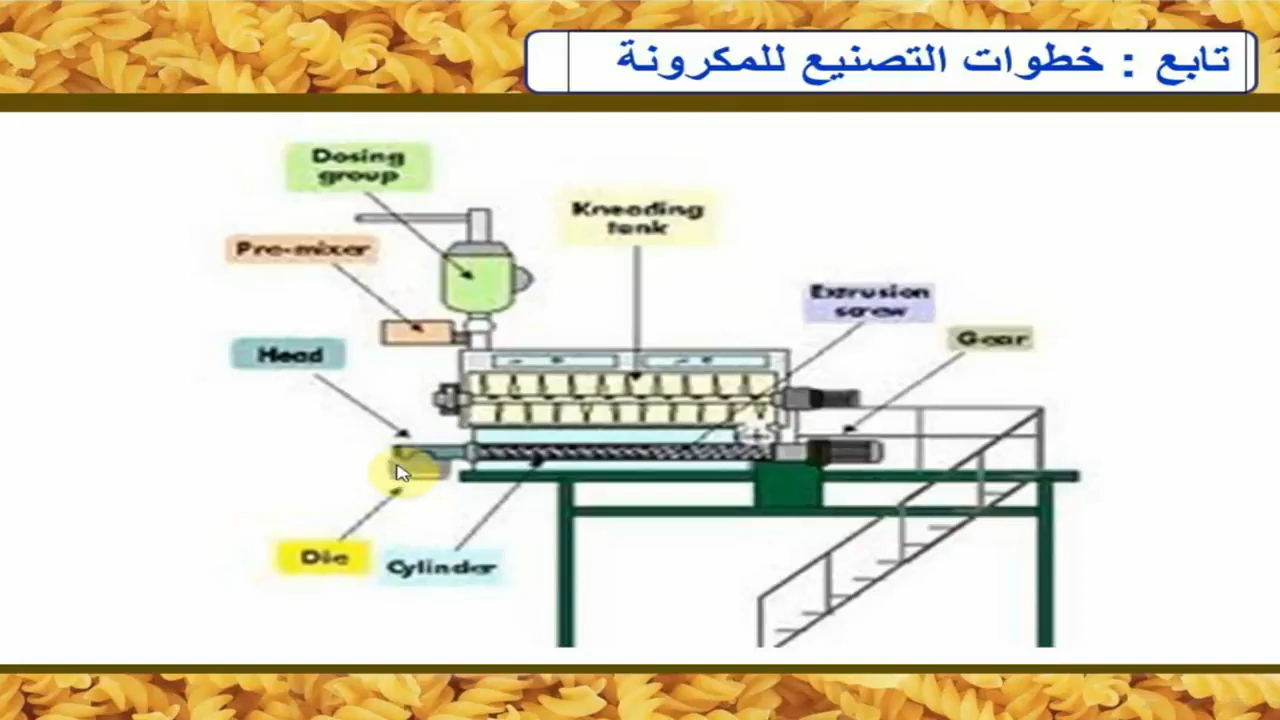 تابع : خطوات التصنيع للمكرونة
Dosing
group
Kneading
tank
Pre-mixer
Extrusion
screw
Head
Gear
Die
Cylinder